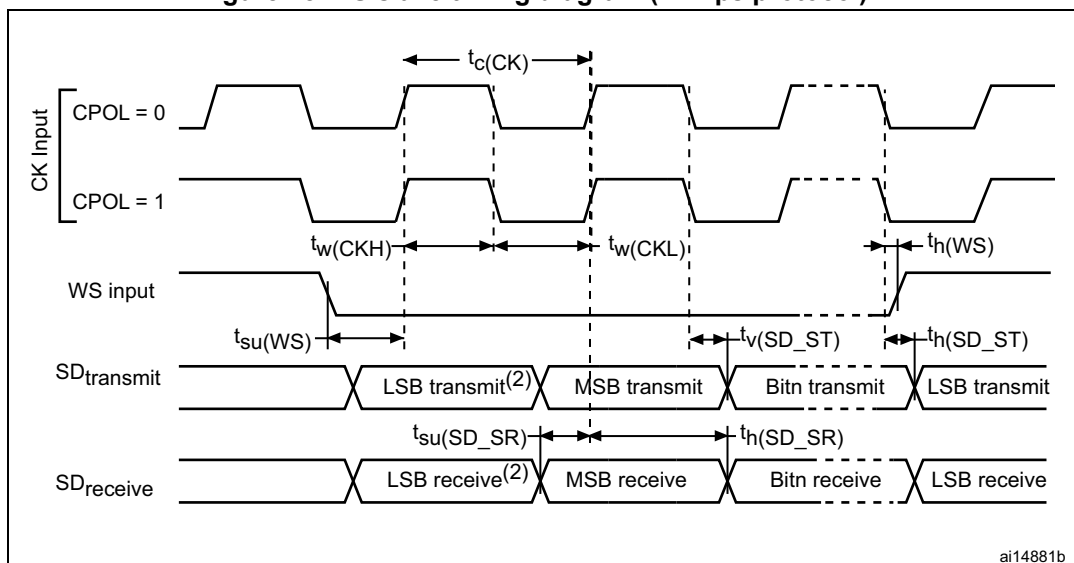 tc(CK)
CK Input
CPOL = 0
CPOL = 1
tw(CKH)
tw(CKL)
th(WS)
WS input
tsu(WS)
tv(SD_ST)
th(SD_ST)
SDtransmit
LSB transmit(2)
MSB transmit
Bitn transmit
LSB transmit
tsu(SD_SR)
th(SD_SR)
SDreceive
LSB receive(2)
MSB receive
Bitn receive
LSB receive
ai14881b